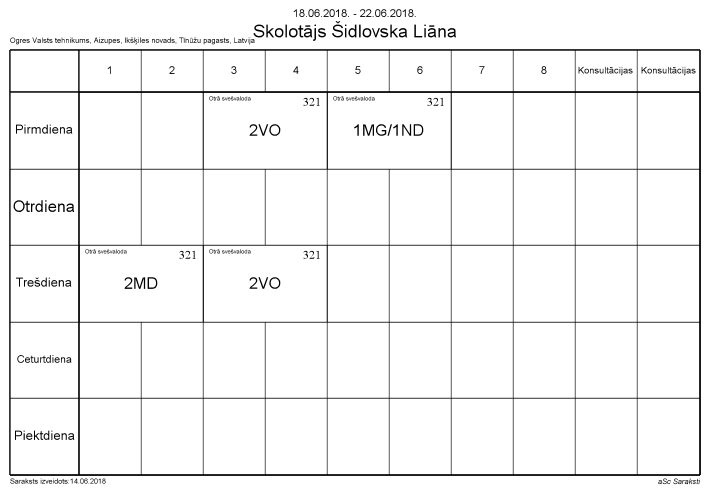 18.06.2018. - 22.06.2018.
Skolotājs Šidlovska Liāna
Ogres Valsts tehnikums, Aizupes, Ikšķiles novads, Tīnūžu pagasts, Latvija
1 2 3 4 5 6 7 8 Konsultācijas Konsultācijas
Otrā svešvaloda 321 Otrā svešvaloda 321
Pirmdiena 2VO 1MG/1ND
Otrdiena
Otrā svešvaloda 321 Otrā svešvaloda 321
Trešdiena 2MD 2VO
Ceturtdiena
Piektdiena
Saraksts izveidots:14.06.2018 aSc Saraksti